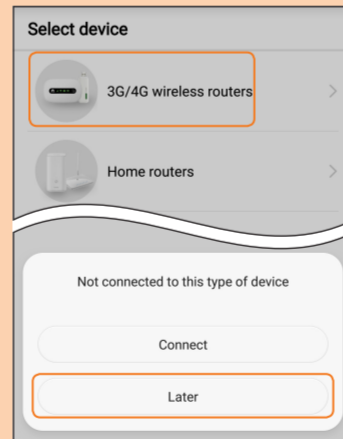 Select device
3G/4G wireless routers
Home routers
Not connected to this type of device
Connect
Later